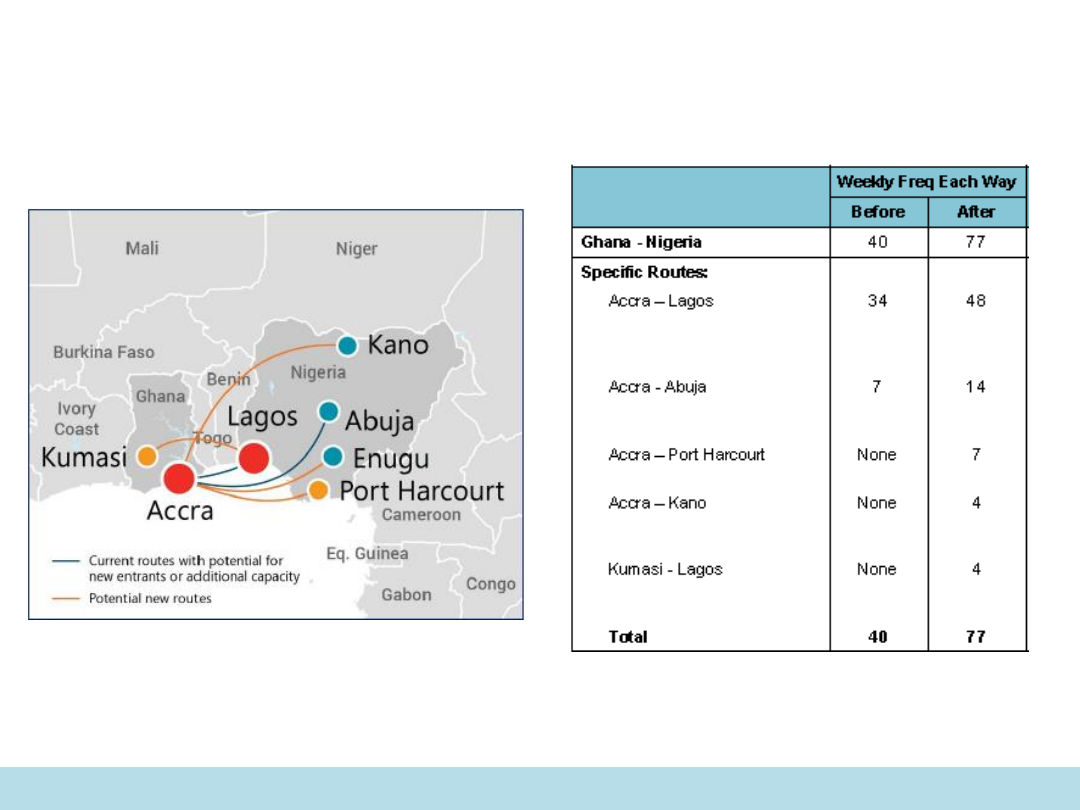 Mali
Niger
Kano
Burkina Faso
Nigeria
Benin
Ghana
Ivory
Coast
Lagos
Abuja
Togo
Kumasi
Enugu
Port Harcourt
Accra
Cameroon
Eq. Guinea
Congo
Gabon
Current routes with potential for
new entrants or additional capacity
Potential new routes
Weekly Freq Each Way
Before After
Ghana - Nigeria 40 77
Specific Routes:
Accra – Lagos 34 48
Accra - Abuja 7 14
Accra – Port Harcourt None 7
Accra – Kano None 4
Kumasi - Lagos None 4
Total 40 77